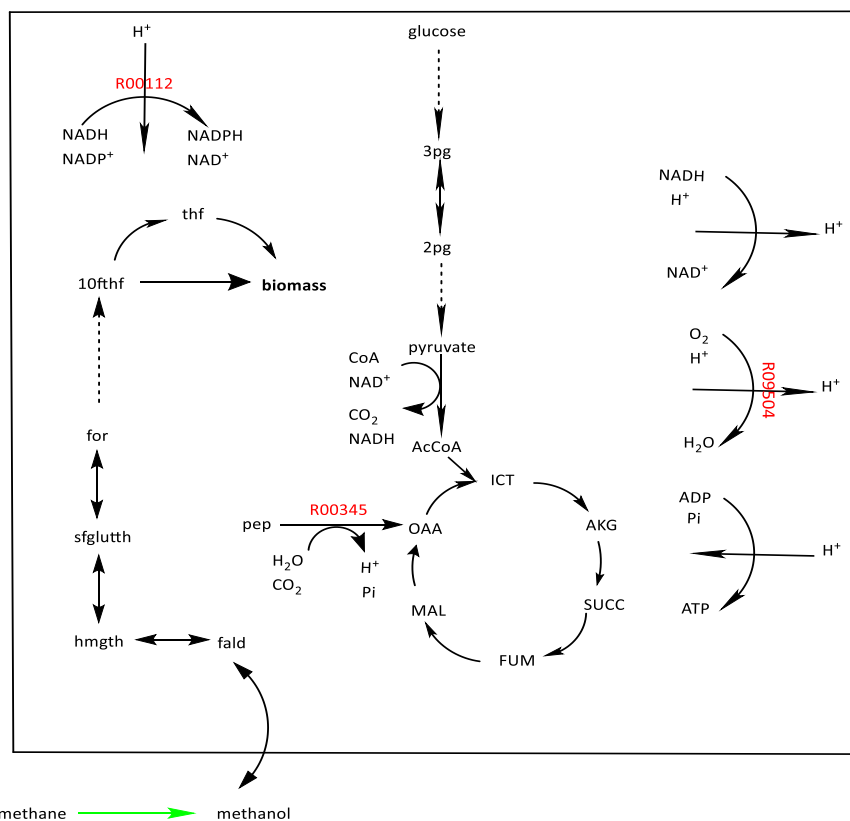 H⁺
R00112
NADH
NADP⁺
NADPH
NAD⁺
thf
10fthf
biomass
for
sfglutth
hmgth
fald
methane
methanol
glucose
3pg
2pg
pyruvate
CoA
NAD⁺
CO₂
NADH
AcCoA
ICT
pep
R00345
OAA
H₂O
CO₂
H⁺
Pi
AKG
SUCC
FUM
MAL
NADH
H⁺
H⁺
NAD⁺
O₂
H⁺
R09504
H⁺
H₂O
ADP
Pi
H⁺
ATP